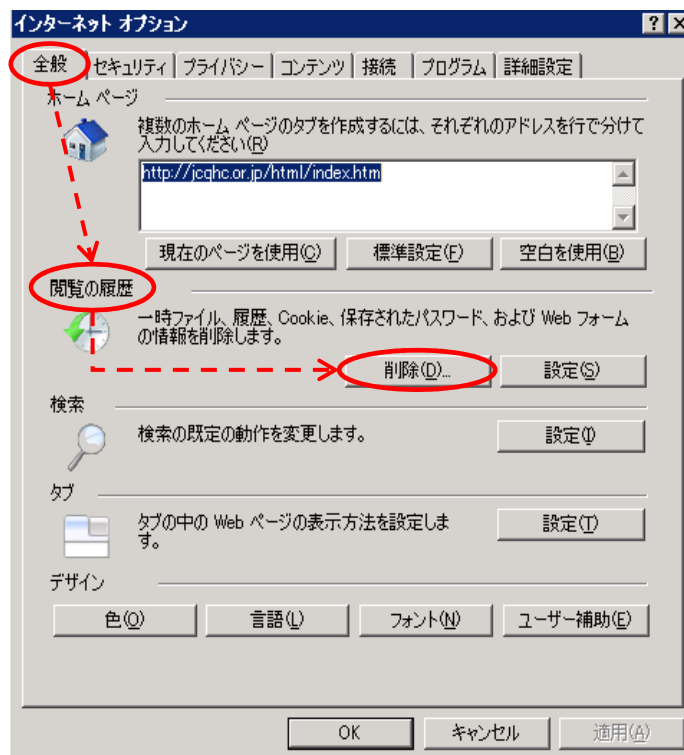 インターネット オプション
全般 セキュリティ プライバシー コンテンツ 接続 プログラム 詳細設定
ホーム ページ
複数のホーム ページのタブを作成するには、それぞれのアドレスを行で分けて
入力してください(R)
http://jcqhc.or.jp/html/index.htm
現在のページを使用(C) 標準設定(F) 空白を使用(B)
閲覧の履歴
一時ファイル、履歴、Cookie、保存されたパスワード、および Web フォーム
の情報を削除します。
削除(D)... 設定(S)
検索
検索の既定の動作を変更します。
設定(I)
タブ
タブの中の Web ページの表示方法を設定しま
す。
設定(T)
デザイン
色(O) 言語(L) フォント(N) ユーザー補助(E)
OK キャンセル 適用(A)